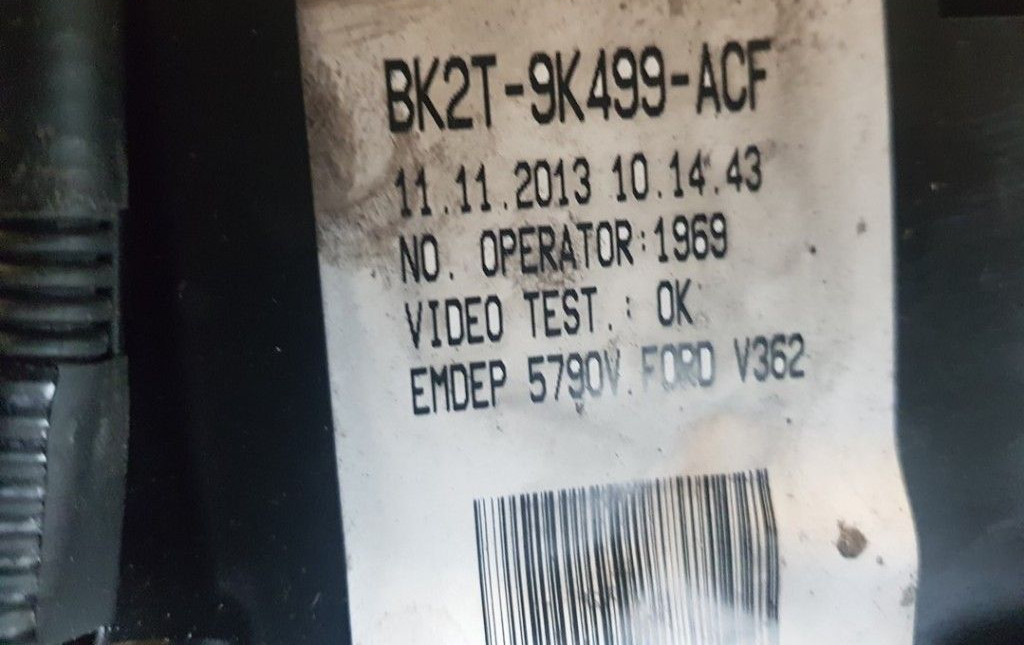 BK2T-9K499-ACF
11.11.2013 10.14.43
NO. OPERATOR:1969
VIDEO TEST.: OK
EMDEP 5790V FORD V362